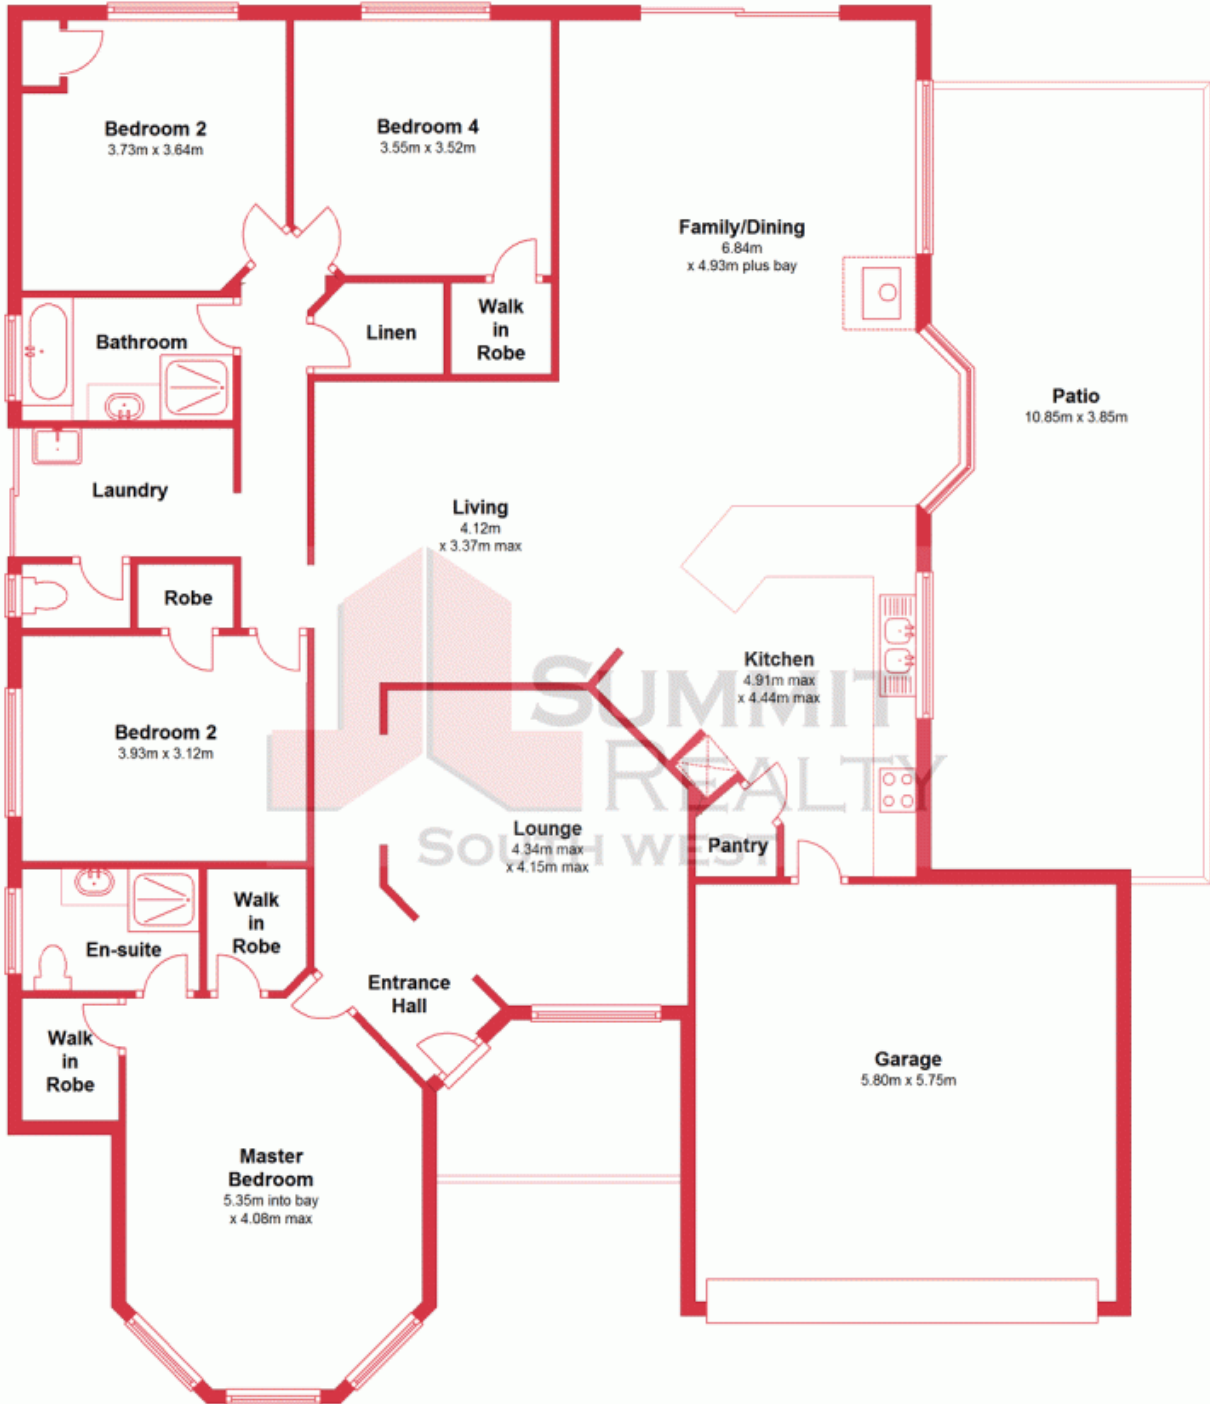 Bedroom 2
3.73m x 3.64m
Bedroom 4
3.55m x 3.52m
Family/Dining
6.84m
x 4.93m plus bay
Walk
in
Robe
Linen
Bathroom
Patio
10.85m x 3.85m
Laundry
Living
4.12m
x 3.37m max
Robe
Kitchen
4.91m max
x 4.44m max
SUMMIT
REALTY
SOUTH WEST
Bedroom 2
3.93m x 3.12m
Lounge
4.34m max
x 4.15m max
Pantry
Walk
in
Robe
En-suite
Entrance
Hall
Walk
in
Robe
Garage
5.80m x 5.75m
Master
Bedroom
5.35m into bay
x 4.08m max